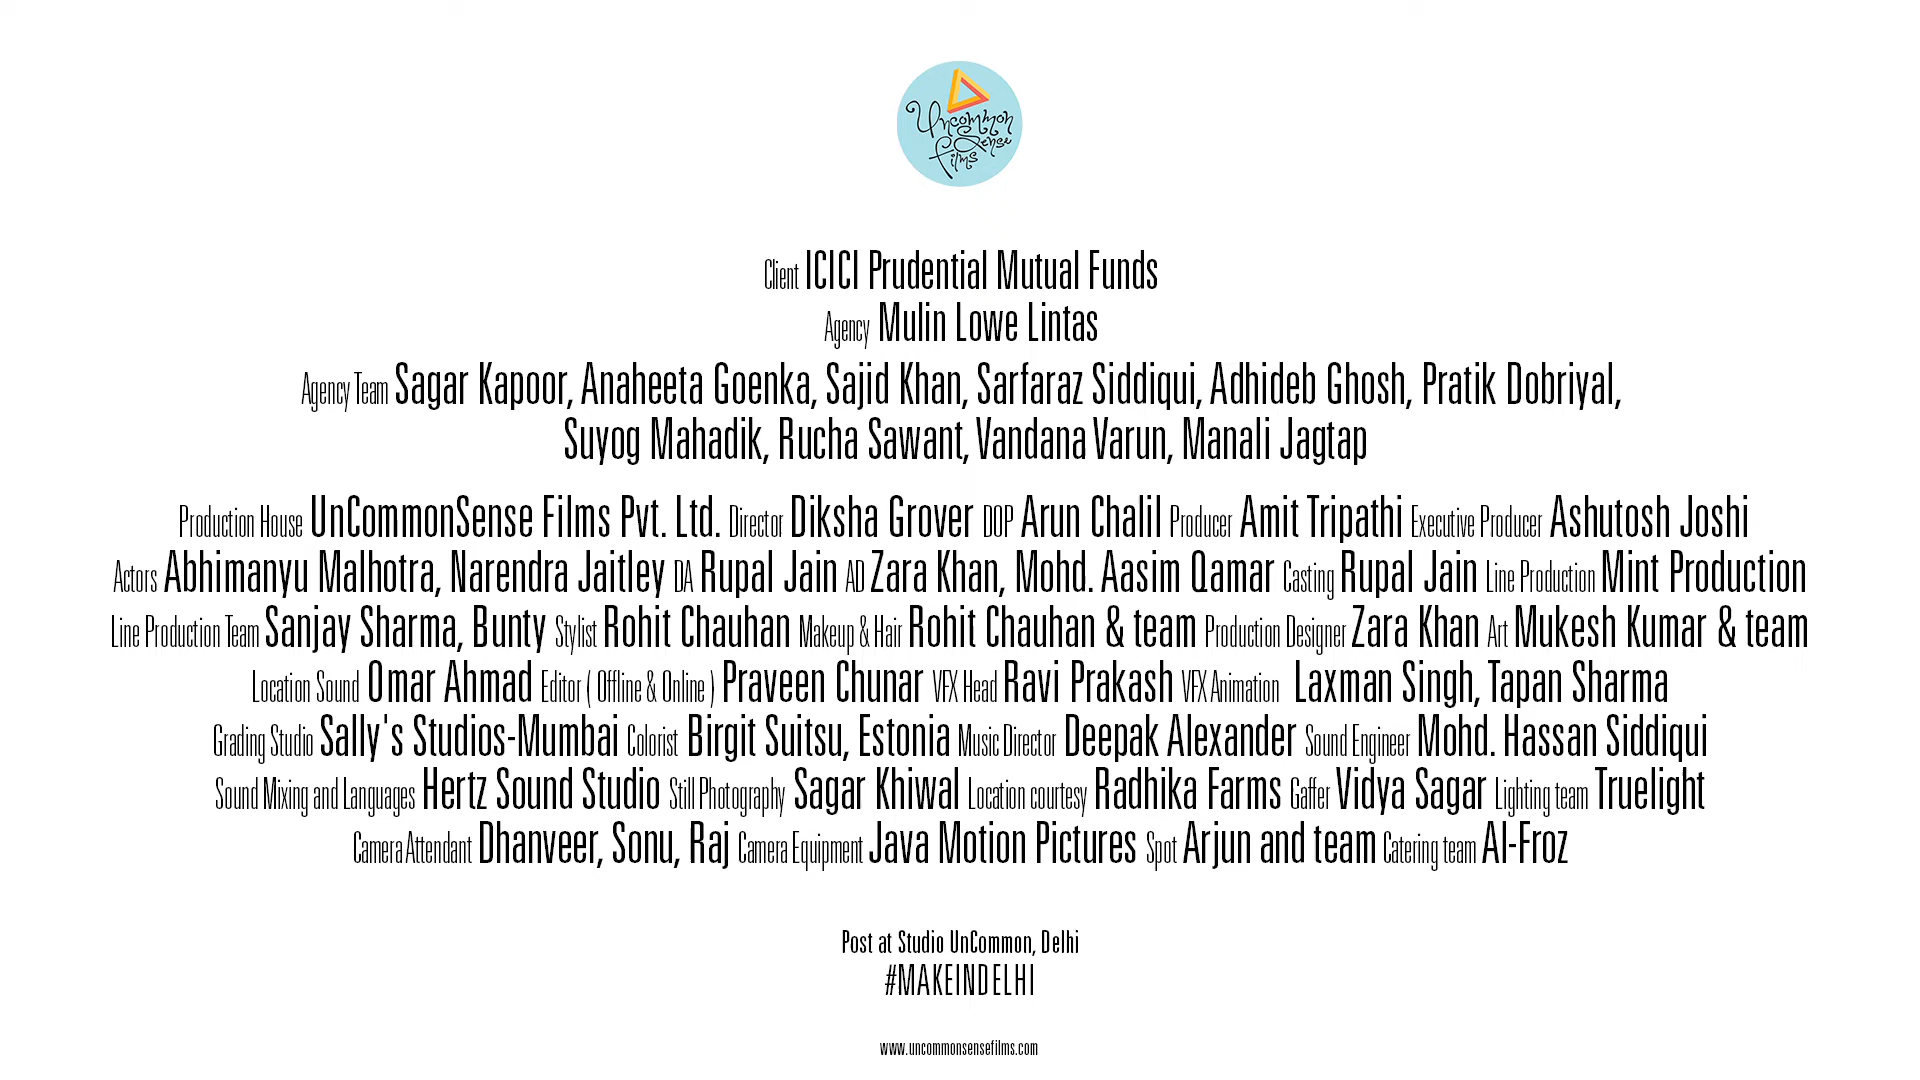 Uncommon
Sense
films
Client ICICI Prudential Mutual Funds
Agency Mulin Lowe Lintas
Agency Team Sagar Kapoor, Anaheeta Goenka, Sajid Khan, Sarfaraz Siddiqui, Adhideb Ghosh, Pratik Dobriyal,
Suyog Mahadik, Rucha Sawant, Vandana Varun, Manali Jagtap
Production House UnCommonSense Films Pvt. Ltd. Director Diksha Grover DOP Arun Chalil Producer Amit Tripathi Executive Producer Ashutosh Joshi
Actors Abhimanyu Malhotra, Narendra Jaitley DA Rupal Jain AD Zara Khan, Mohd. Aasim Qamar Casting Rupal Jain Line Production Mint Production
Line Production Team Sanjay Sharma, Bunty Stylist Rohit Chauhan Makeup & Hair Rohit Chauhan & team Production Designer Zara Khan Art Mukesh Kumar & team
Location Sound Omar Ahmad Editor ( Offline & Online ) Praveen Chunar VFX Head Ravi Prakash VFX Animation Laxman Singh, Tapan Sharma
Grading Studio Sally's Studios-Mumbai Colorist Birgit Suitsu, Estonia Music Director Deepak Alexander Sound Engineer Mohd. Hassan Siddiqui
Sound Mixing and Languages Hertz Sound Studio Still Photography Sagar Khiwal Location courtesy Radhika Farms Gaffer Vidya Sagar Lighting team Truelight
Camera Attendant Dhanveer, Sonu, Raj Camera Equipment Java Motion Pictures Spot Arjun and team Catering team Al-Froz
Post at Studio UnCommon, Delhi
#MAKEINDELHI
www.uncommonsensefilms.com